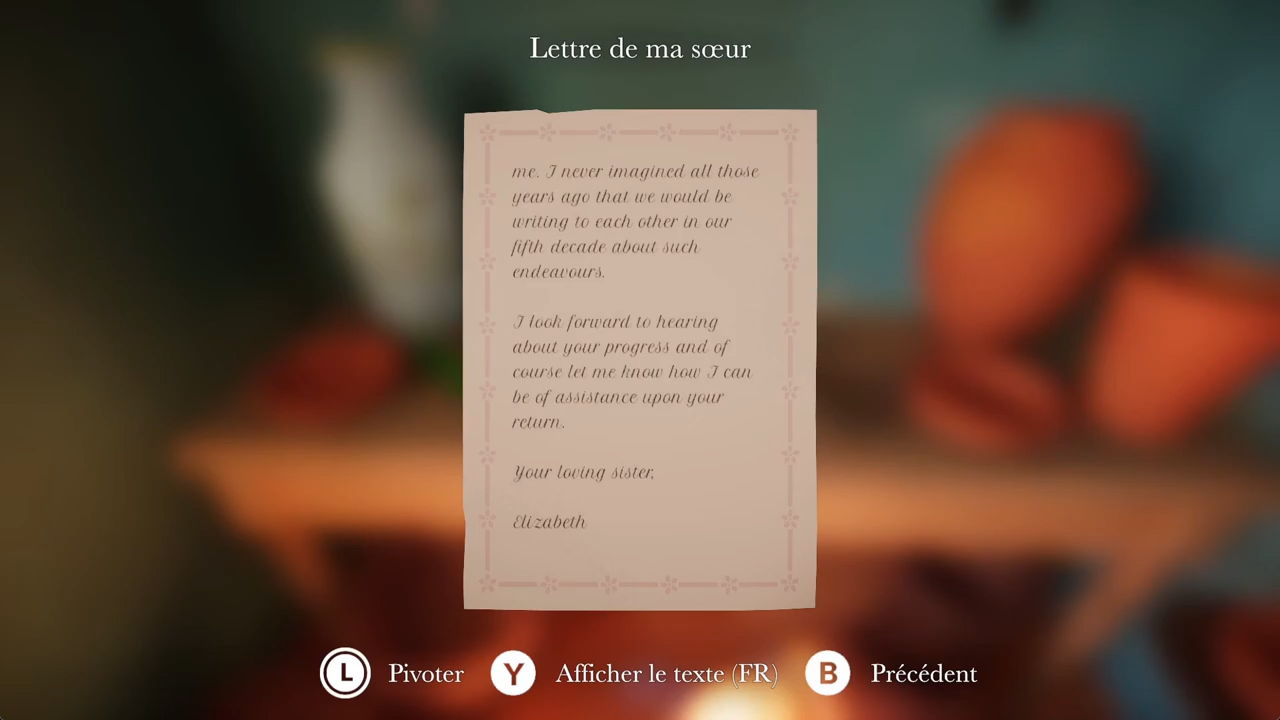 Lettre de ma sœur
me. I never imagined all those
years ago that we would be
writing to each other in our
fifth decade about such
endeavours.
I look forward to hearing
about your progress and of
course let me know how I can
be of assistance upon your
return.
Your loving sister,
Elizabeth
L Pivoter Y Afficher le texte (FR) B Précédent